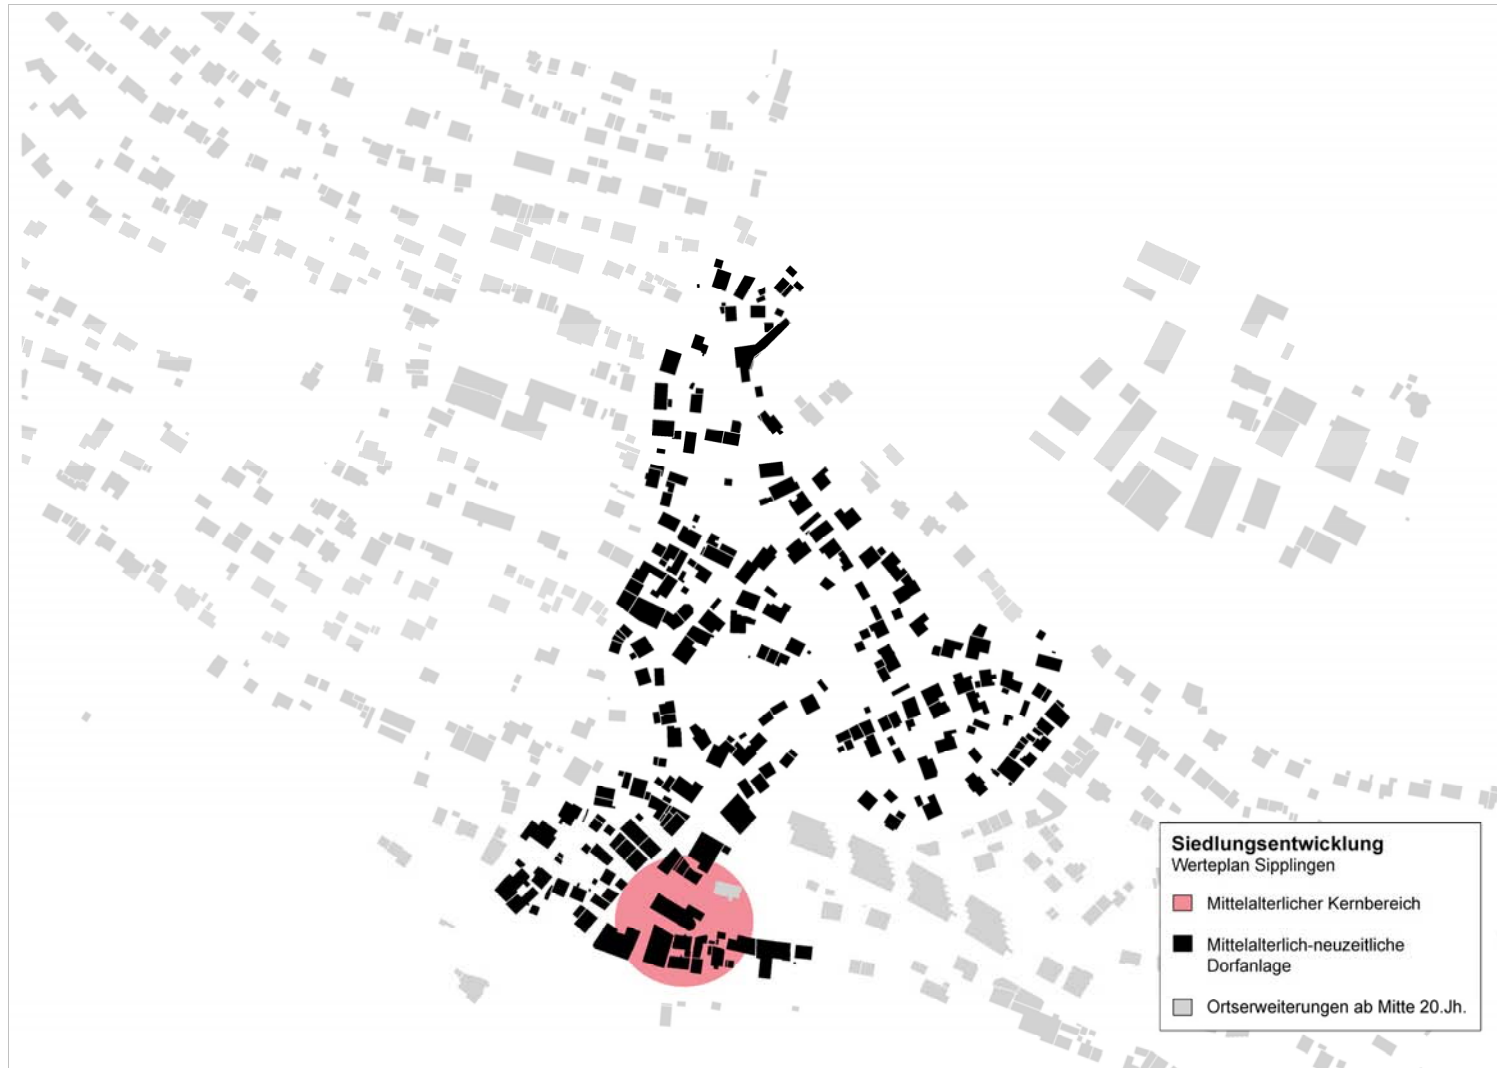 Siedlungsentwicklung
Werteplan Sipplingen
Mittelalterlicher Kernbereich
Mittelalterlich-neuzeitliche
Dorfanlage
Ortserweiterungen ab Mitte 20.Jh.